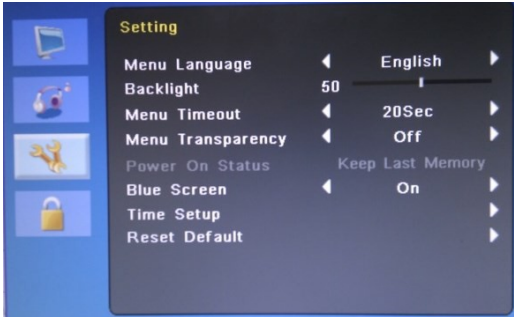 Setting
Menu Language English
Backlight 50
Menu Timeout 20Sec
Menu Transparency Off
Power On Status Keep Last Memory
Blue Screen On
Time Setup
Reset Default